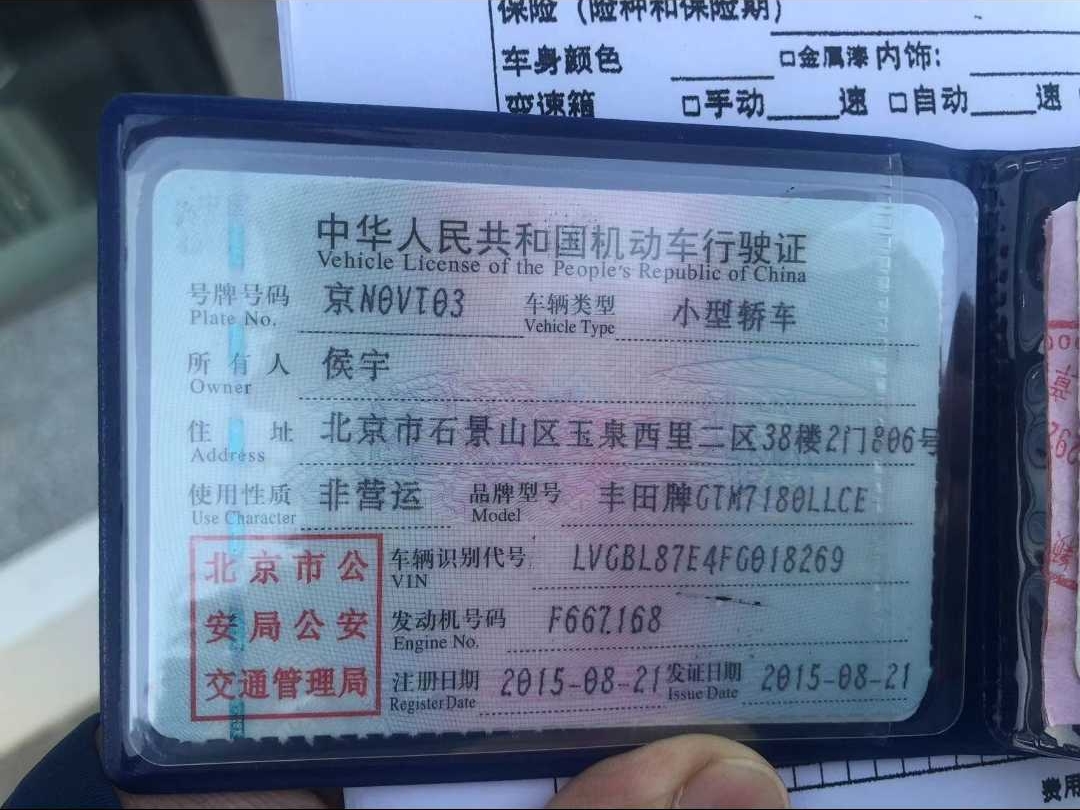 保险（险种和保险期）
车身颜色 □金属漆 内饰:
变速箱 □手动 速 □自动 速
中华人民共和国机动车行驶证
Vehicle License of the People's Republic of China
号牌号码 京N0VT03 车辆类型 小型轿车
Plate No. Vehicle Type
所有人 侯宇
Owner
住址 北京市石景山区玉泉西里二区38楼2门806号
Address
使用性质 非营运 品牌型号 丰田牌GTM7180LLCE
Use Character Model
北京市公
安局公安
交通管理局
车辆识别代号 LVGBL87E4FG018269
VIN
发动机号码 F667168
Engine No.
注册日期 2015-08-21 发证日期 2015-08-21
Register Date Issue Date
费用